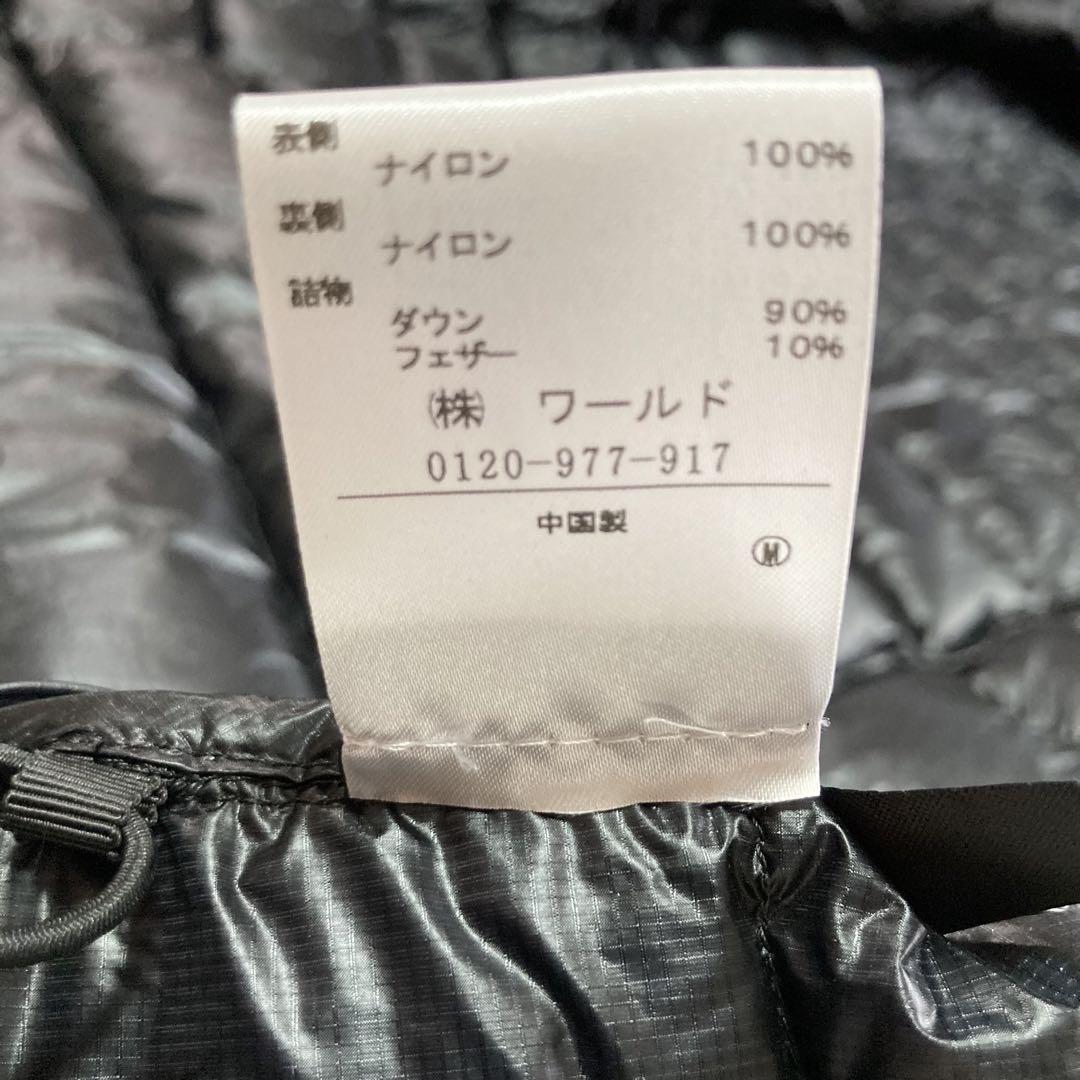 表側
ナイロン 100%
裏側
ナイロン 100%
詰物
ダウン 90%
フェザー 10%
㈱ ワールド
0120-977-917
中国製
Ⓜ